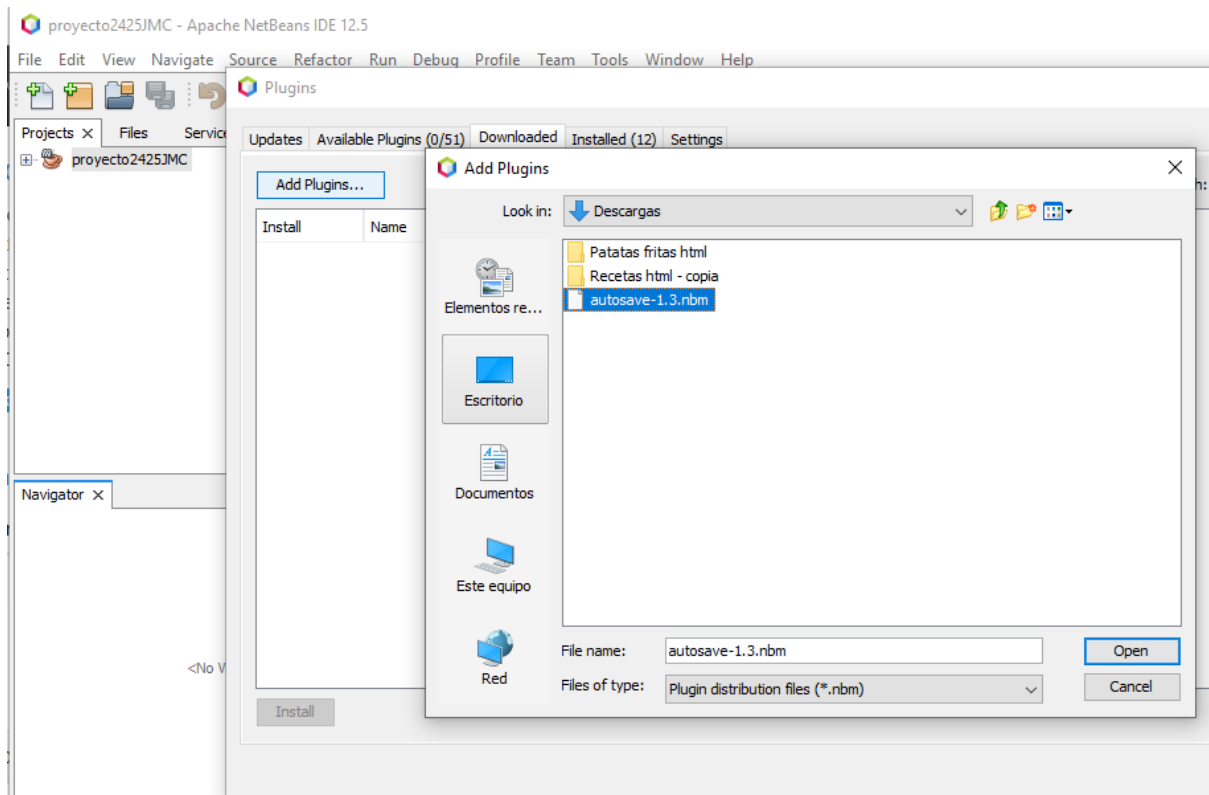 proyecto2425JMC - Apache NetBeans IDE 12.5
File Edit View Navigate Source Refactor Run Debug Profile Team Tools Window Help
Plugins
Projects Files Service
Updates Available Plugins (0/51) Downloaded Installed (12) Settings
proyecto2425JMC
Add Plugins
Add Plugins...
h:
Look in: Descargas
Install Name
Patatas fritas html
Recetas html - copia
autosave-1.3.nbm
Elementos re...
Escritorio
Documentos
Navigator
Este equipo
<No V
File name: autosave-1.3.nbm Open
Red
Files of type: Plugin distribution files (*.nbm) Cancel
Install